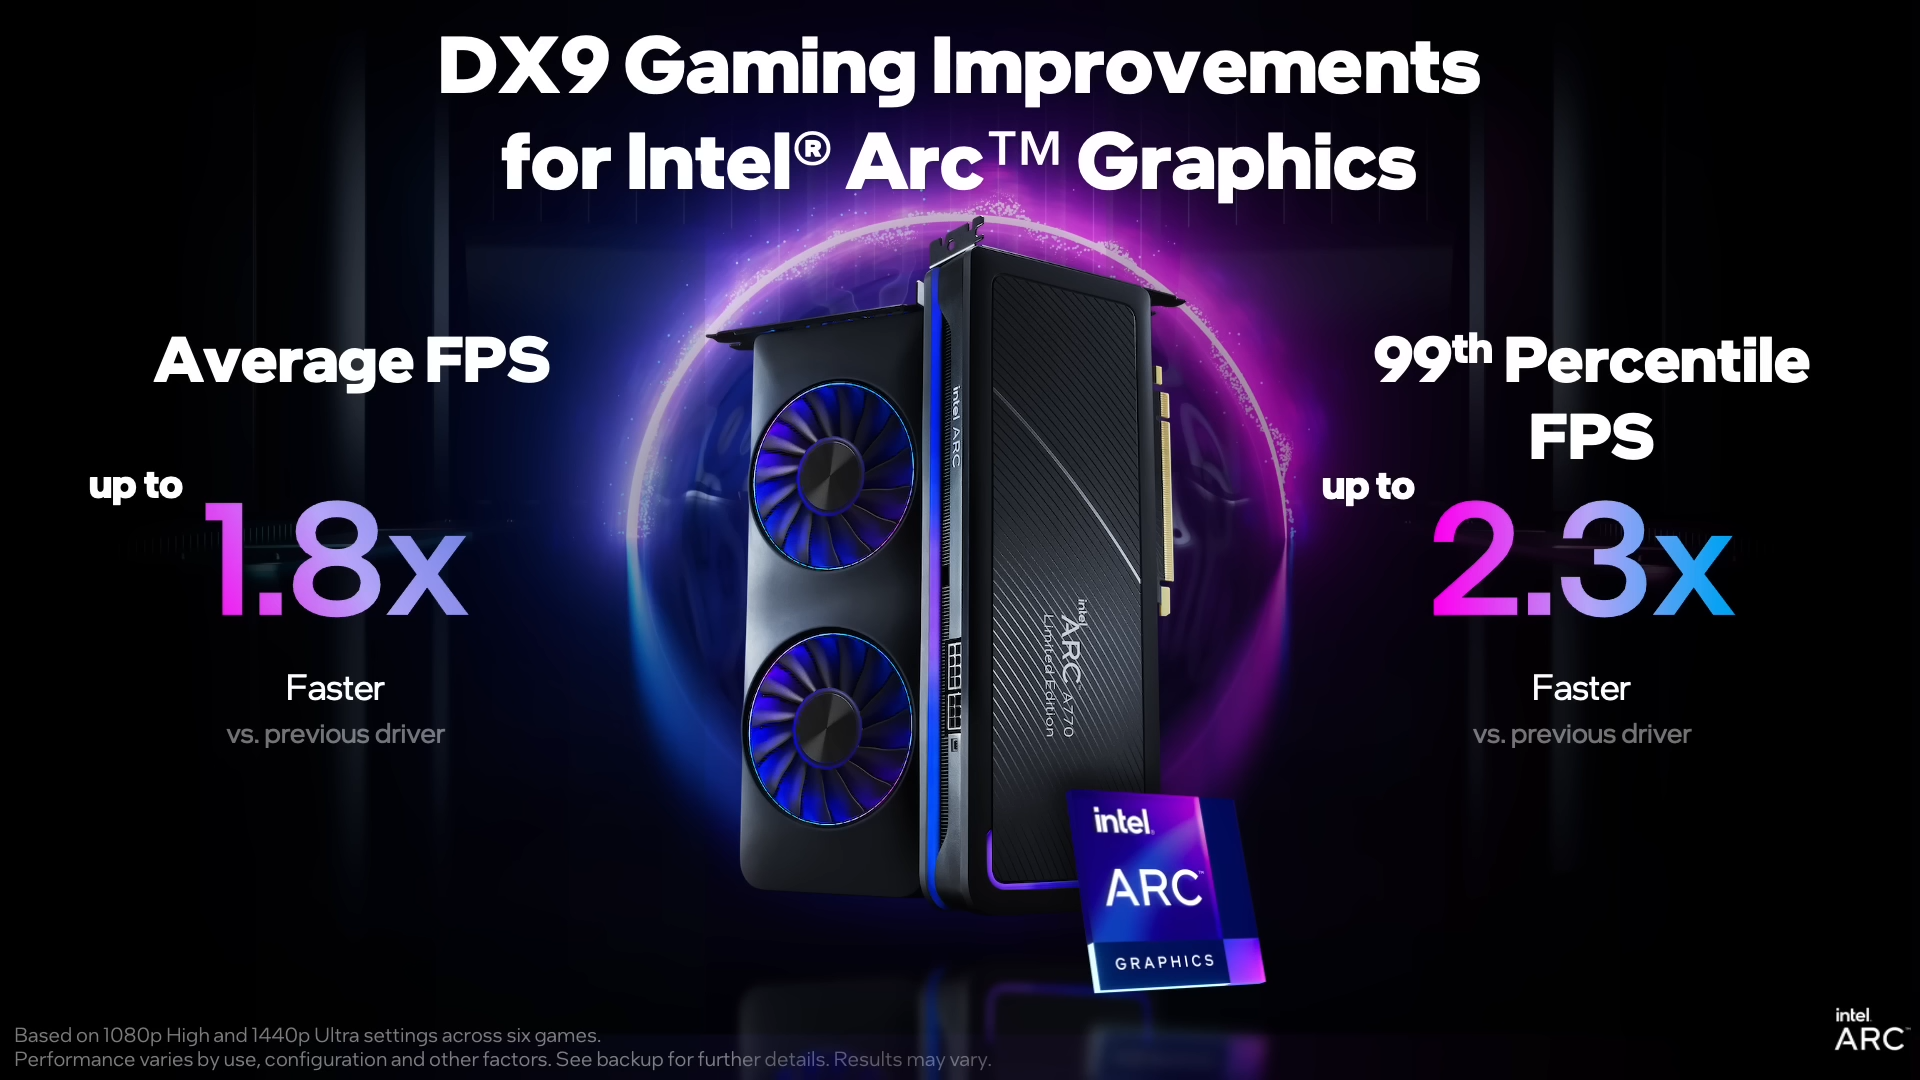 DX9 Gaming Improvements
for Intel® Arc™ Graphics
Average FPS
up to
1.8x
Faster
vs. previous driver
99th Percentile
FPS
up to
2.3x
Faster
vs. previous driver
intel ARC
intel
ARC™ A770
Limited Edition
intel.
ARC™
GRAPHICS
Based on 1080p High and 1440p Ultra settings across six games.
Performance varies by use, configuration and other factors. See backup for further details. Results may vary.
intel.
ARC™